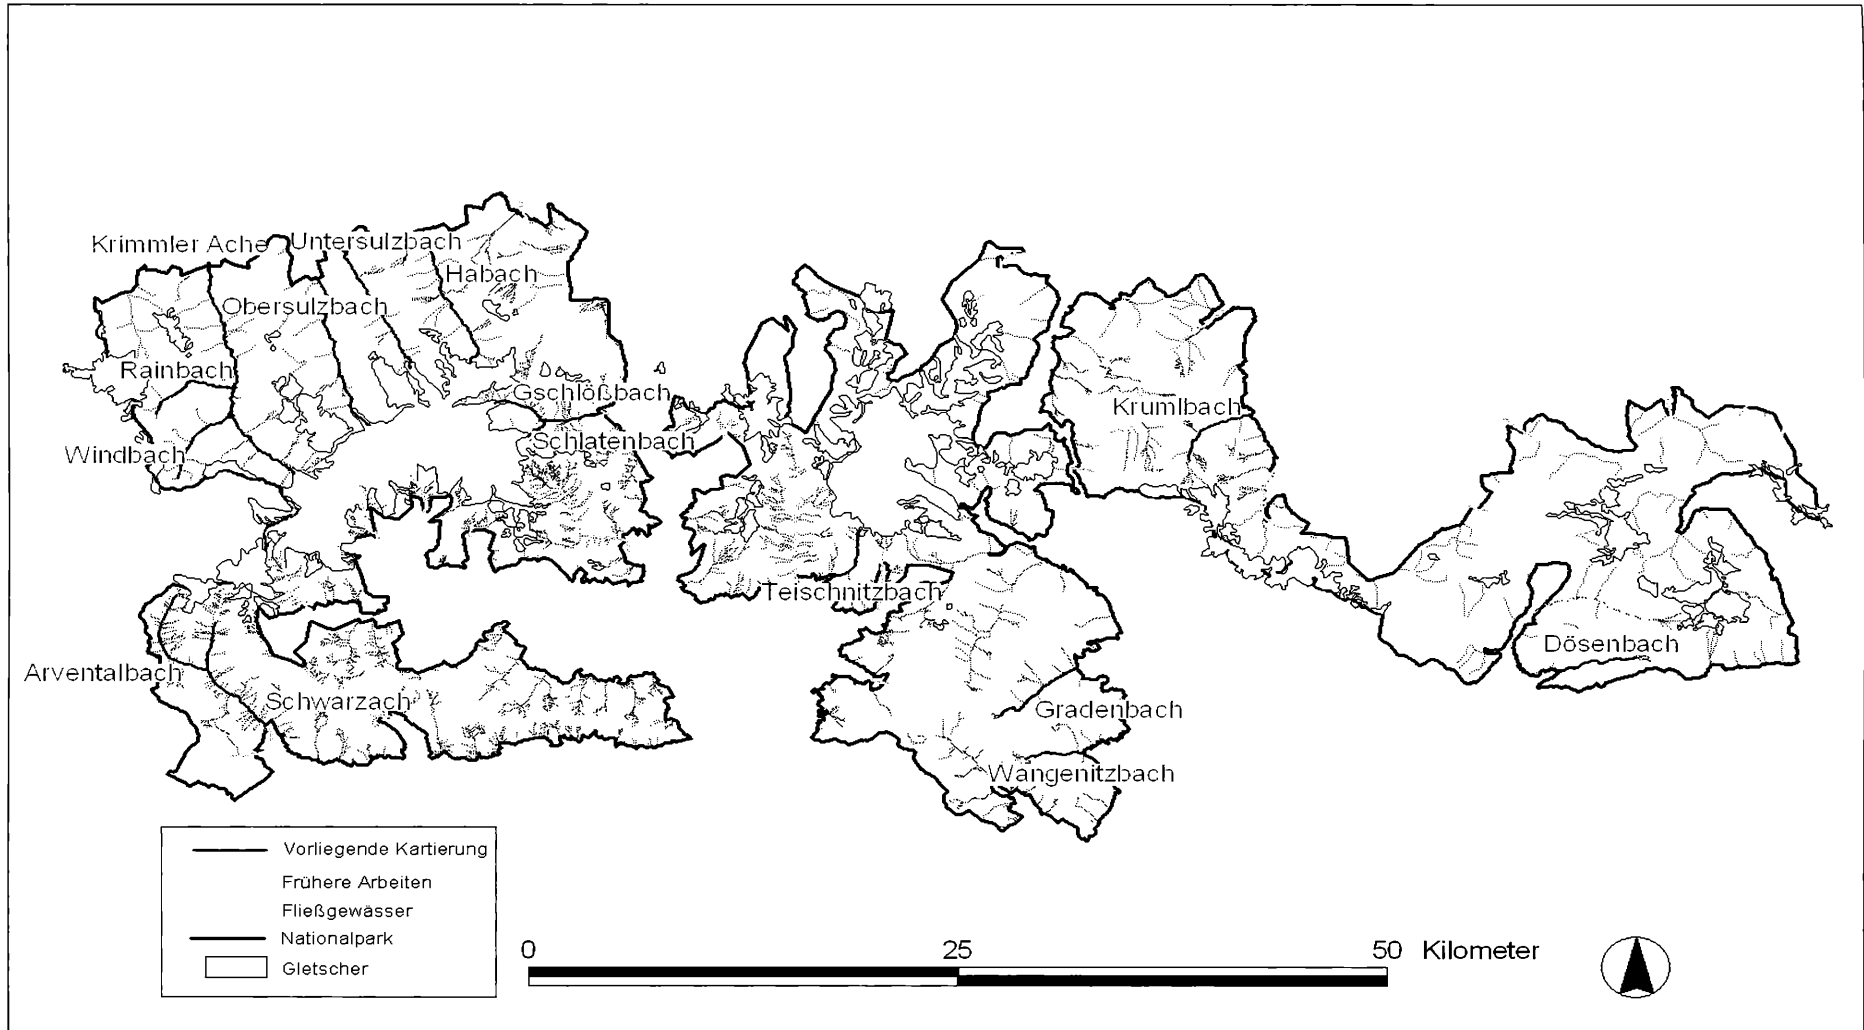 Krimmler Ache
Untersulzbach
Habach
Obersulzbach
Rainbach
Gschlößbach
Krumlbach
Schlatenbach
Windbach
Teischnitzbach
Dösenbach
Arventalbach
Schwarzach
Gradenbach
Wangenitzbach
Vorliegende Kartierung
Frühere Arbeiten
Fließgewässer
Nationalpark
Gletscher
0 25 50 Kilometer